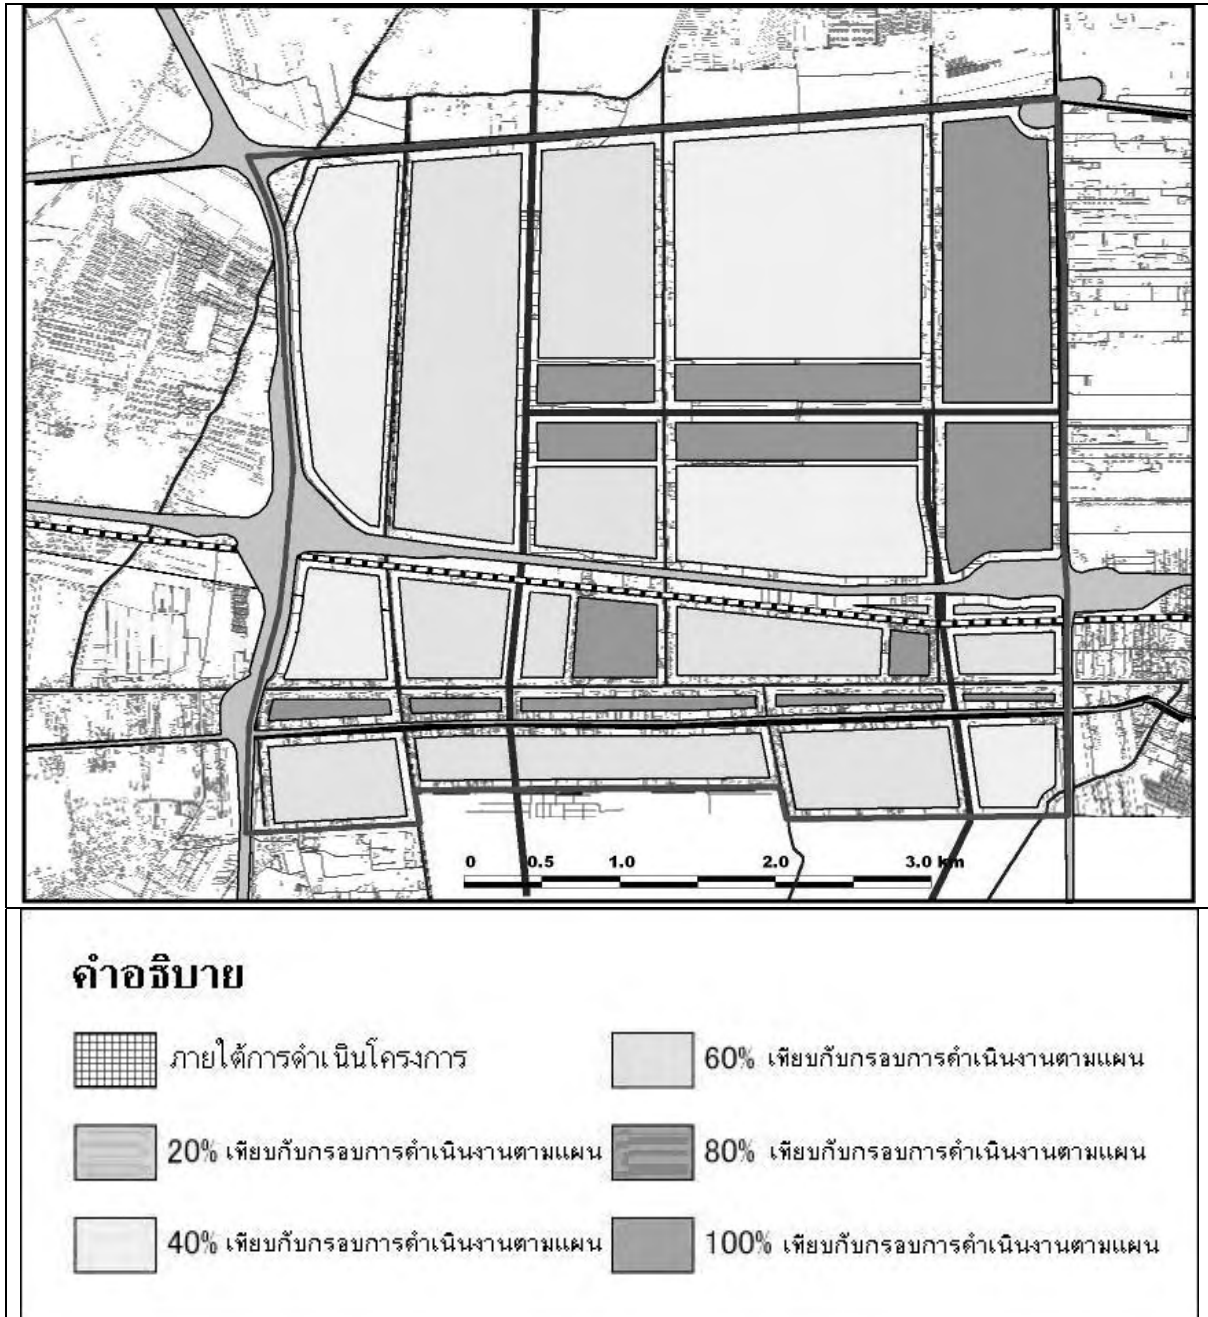 0 0.5 1.0 2.0 3.0 km
คำอธิบาย
ภายใต้การดำเนินโครงการ
60% เทียบกับกรอบการดำเนินงานตามแผน
20% เทียบกับกรอบการดำเนินงานตามแผน
80% เทียบกับกรอบการดำเนินงานตามแผน
40% เทียบกับกรอบการดำเนินงานตามแผน
100% เทียบกับกรอบการดำเนินงานตามแผน